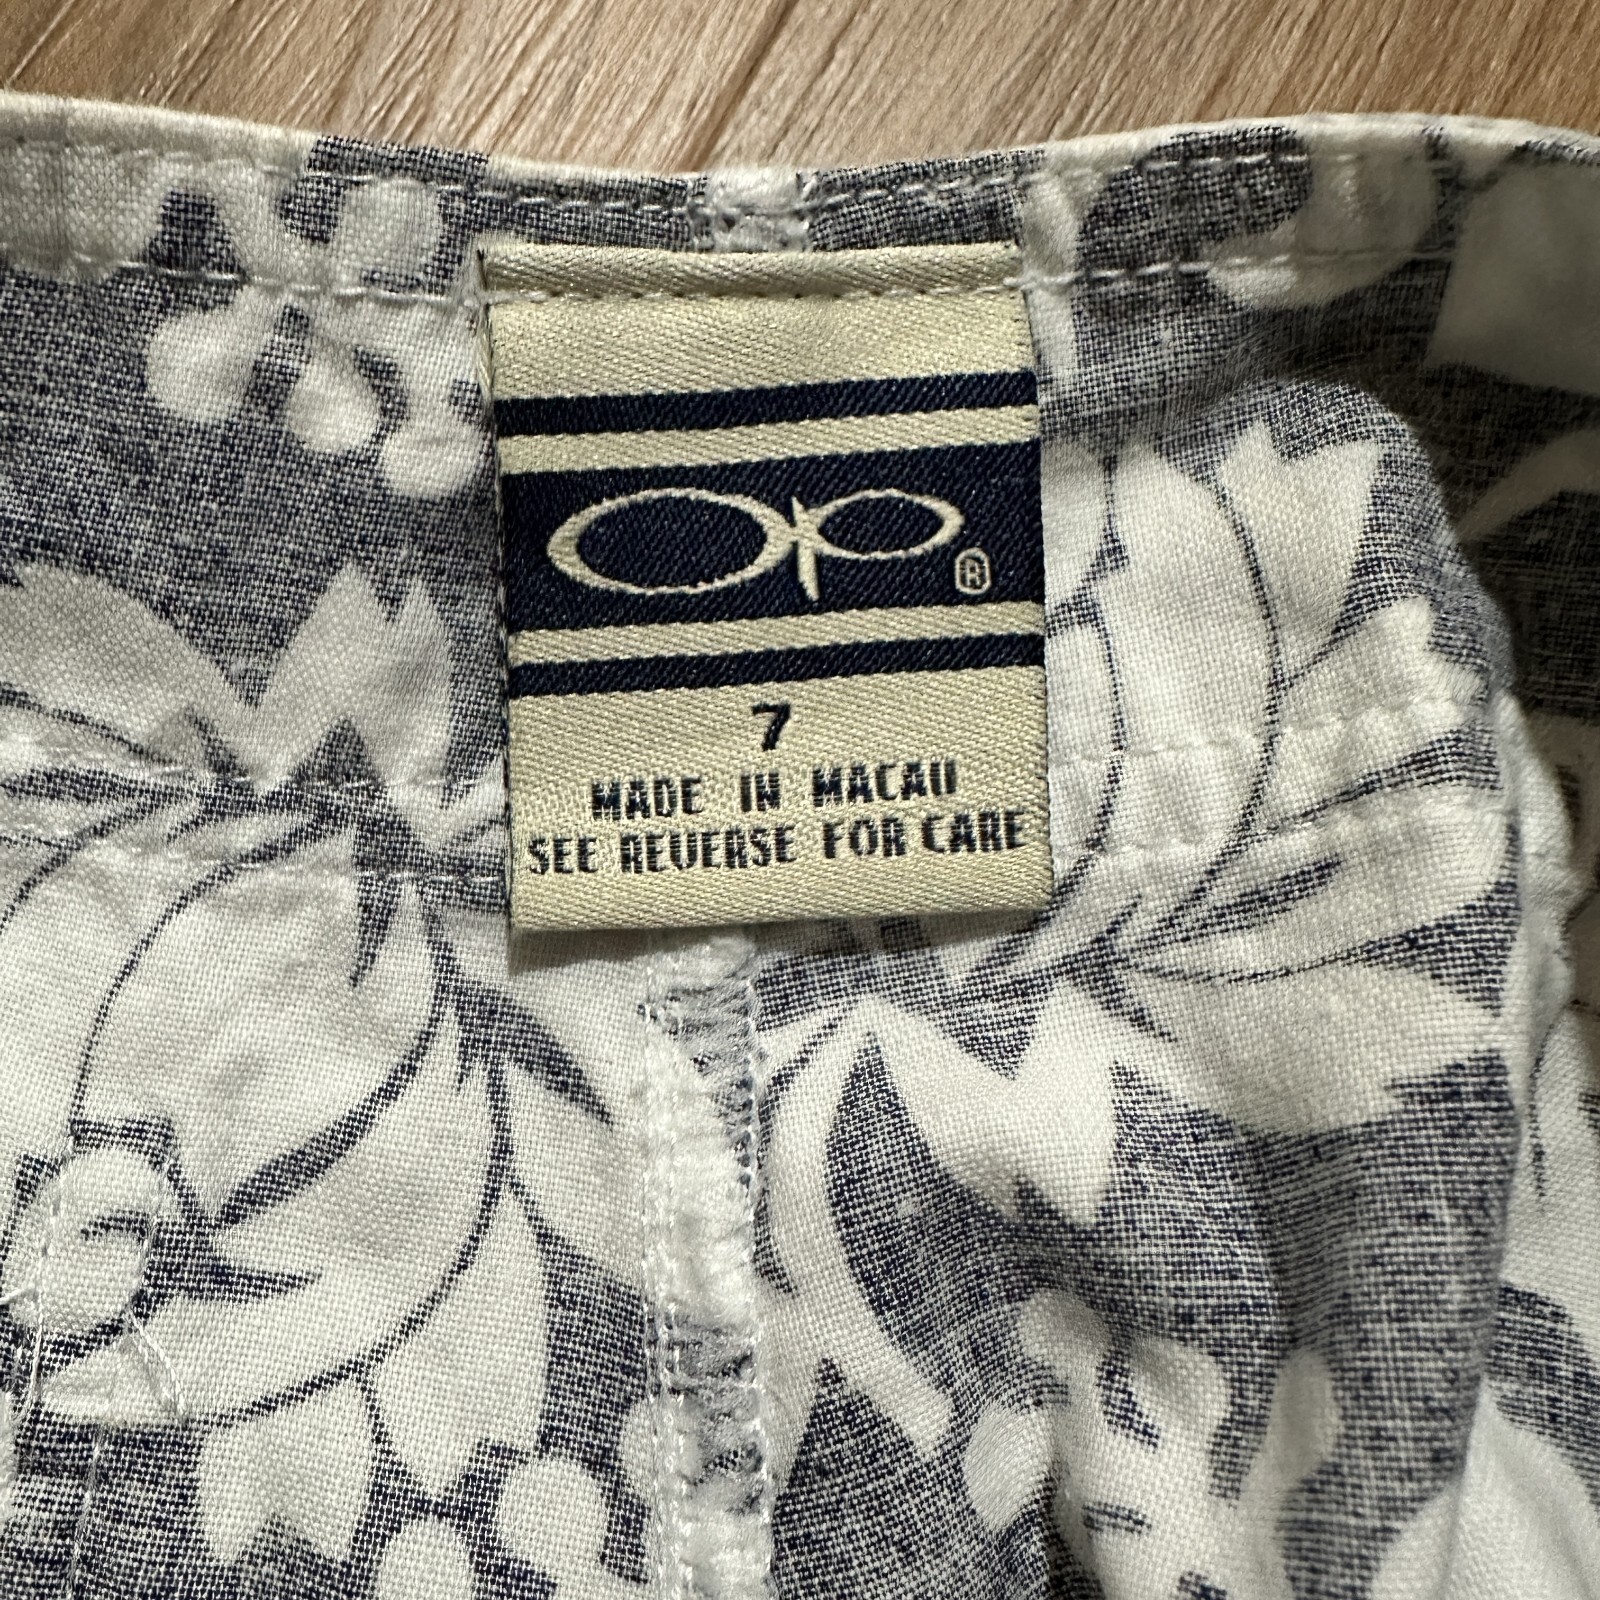 Op ®
7
MADE IN MACAU
SEE REVERSE FOR CARE